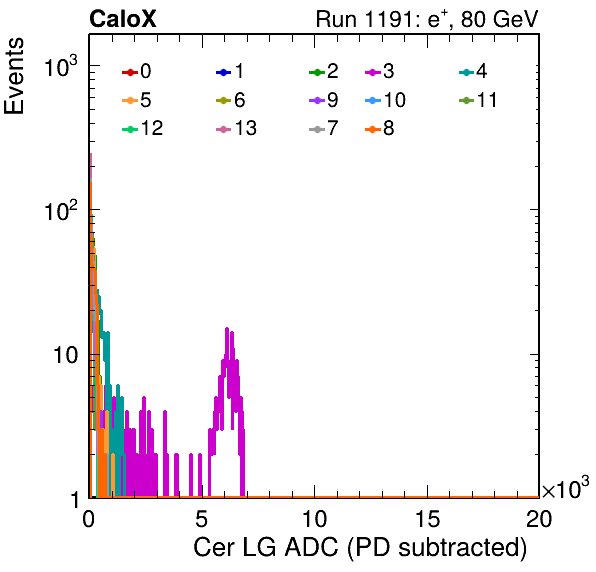 CaloX Run 1191: e⁺, 80 GeV
Events
10³
10²
10
1
0 1 2 3 4
5 6 9 10 11
12 13 7 8
0 5 10 15 20
×10³
Cer LG ADC (PD subtracted)